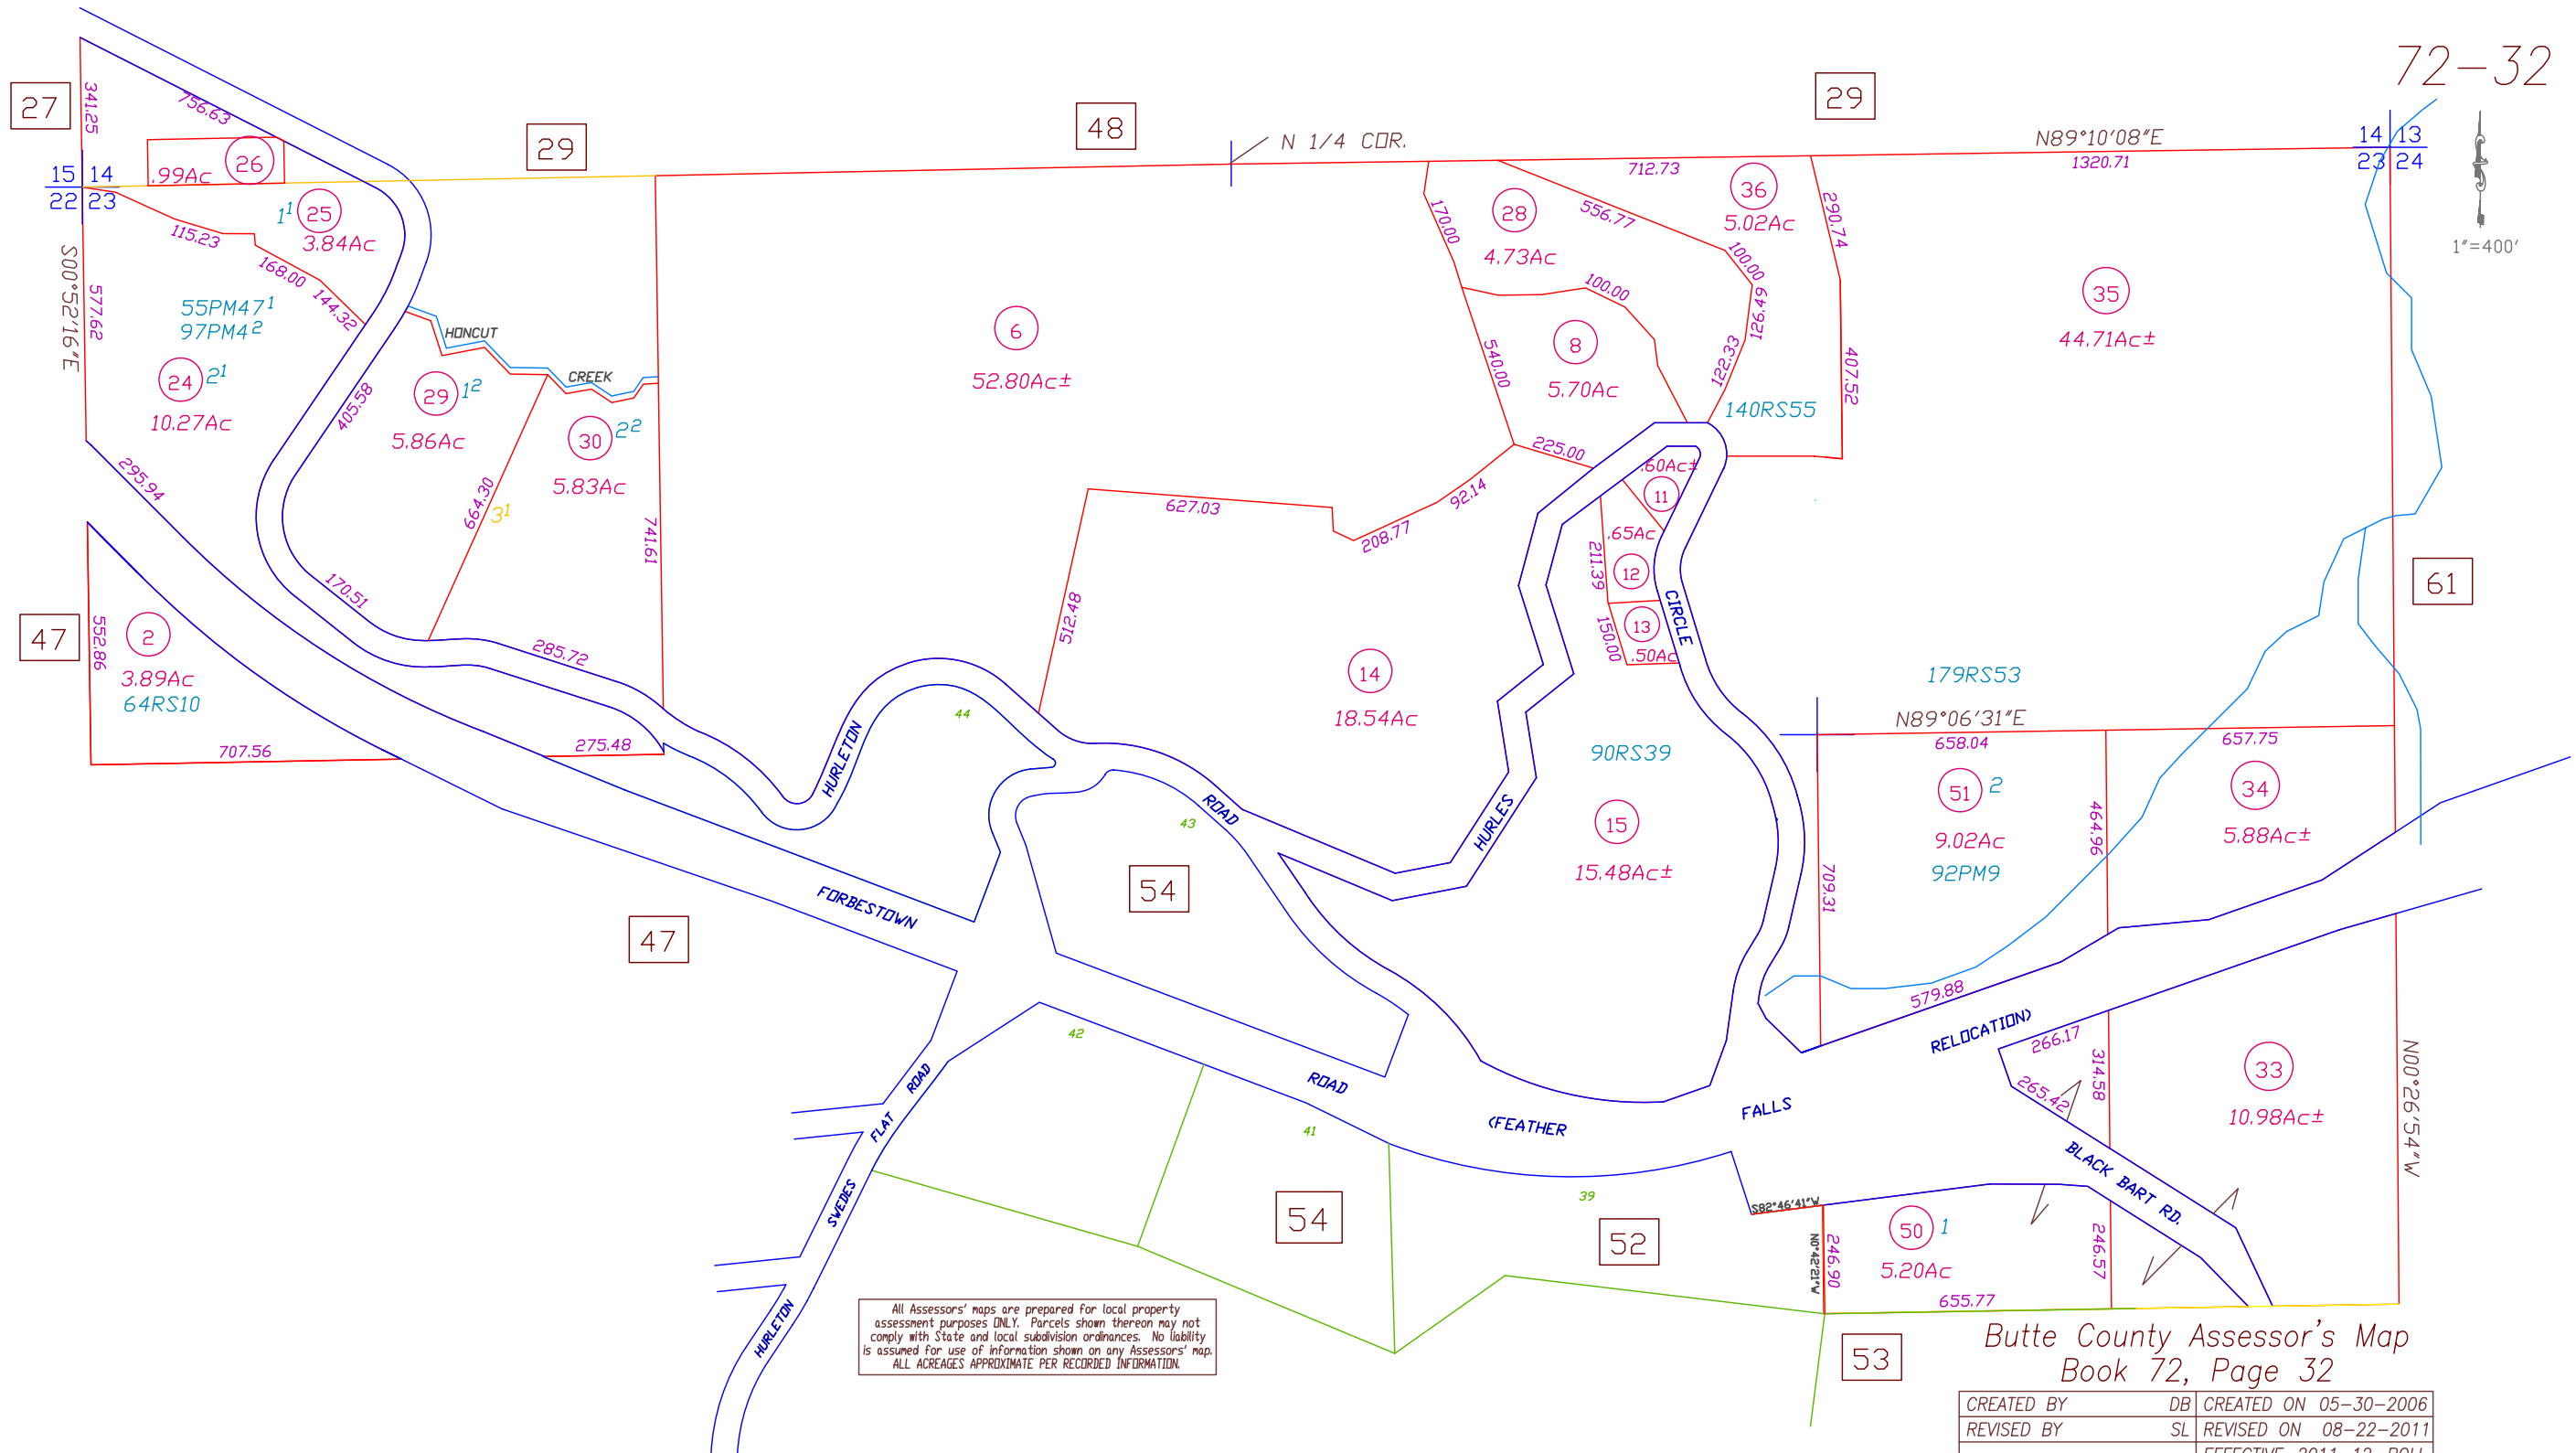 72-32
27
341.25
756.63
29
48
N 1/4 COR.
29
N89°10'08"E
1320.71
14 13
23 24
1"=400'
15 14
22 23
.99Ac
26
1¹
25
3.84Ac
115.23
168.00
144.32
S00°52'16"E
577.62
55PM47¹
97PM4²
24
2¹
10.27Ac
295.94
405.58
HONCUT
CREEK
29
1²
5.86Ac
30
2²
5.83Ac
664.30
3¹
741.61
170.51
285.72
6
52.80Ac±
170.00
28
4.73Ac
712.73
556.77
36
5.02Ac
290.74
100.00
100.00
126.49
122.33
407.52
8
5.70Ac
540.00
140RS55
35
44.71Ac±
225.00
.60Ac±
11
92.14
208.77
627.03
512.48
.65Ac
12
211.39
13
150.00
.50Ac
CIRCLE
61
47
552.86
2
3.89Ac
64RS10
707.56
275.48
44
HURLETON
43
ROAD
14
18.54Ac
90RS39
15
15.48Ac±
HURLES
179RS53
N89°06'31"E
658.04
657.75
51
2
9.02Ac
92PM9
464.96
34
5.88Ac±
709.31
579.88
54
47
FORBESTOWN
42
ROAD
41
(FEATHER
FALLS
RELOCATION)
266.17
265.42
314.58
33
10.98Ac±
N00°26'54"W
BLACK BART RD.
39
54
52
S82°46'41"W
N0°42'21"W
246.90
50
1
5.20Ac
246.57
655.77
53
ROAD
FLAT
SWEDES
HURLETON
All Assessors' maps are prepared for local property
assessment purposes ONLY. Parcels shown thereon may not
comply with State and local subdivision ordinances. No liability
is assumed for use of information shown on any Assessors' map.
ALL ACREAGES APPROXIMATE PER RECORDED INFORMATION.
Butte County Assessor's Map
Book 72, Page 32
CREATED BY DB CREATED ON 05-30-2006
REVISED BY SL REVISED ON 08-22-2011
EFFECTIVE 2011-12 ROLL